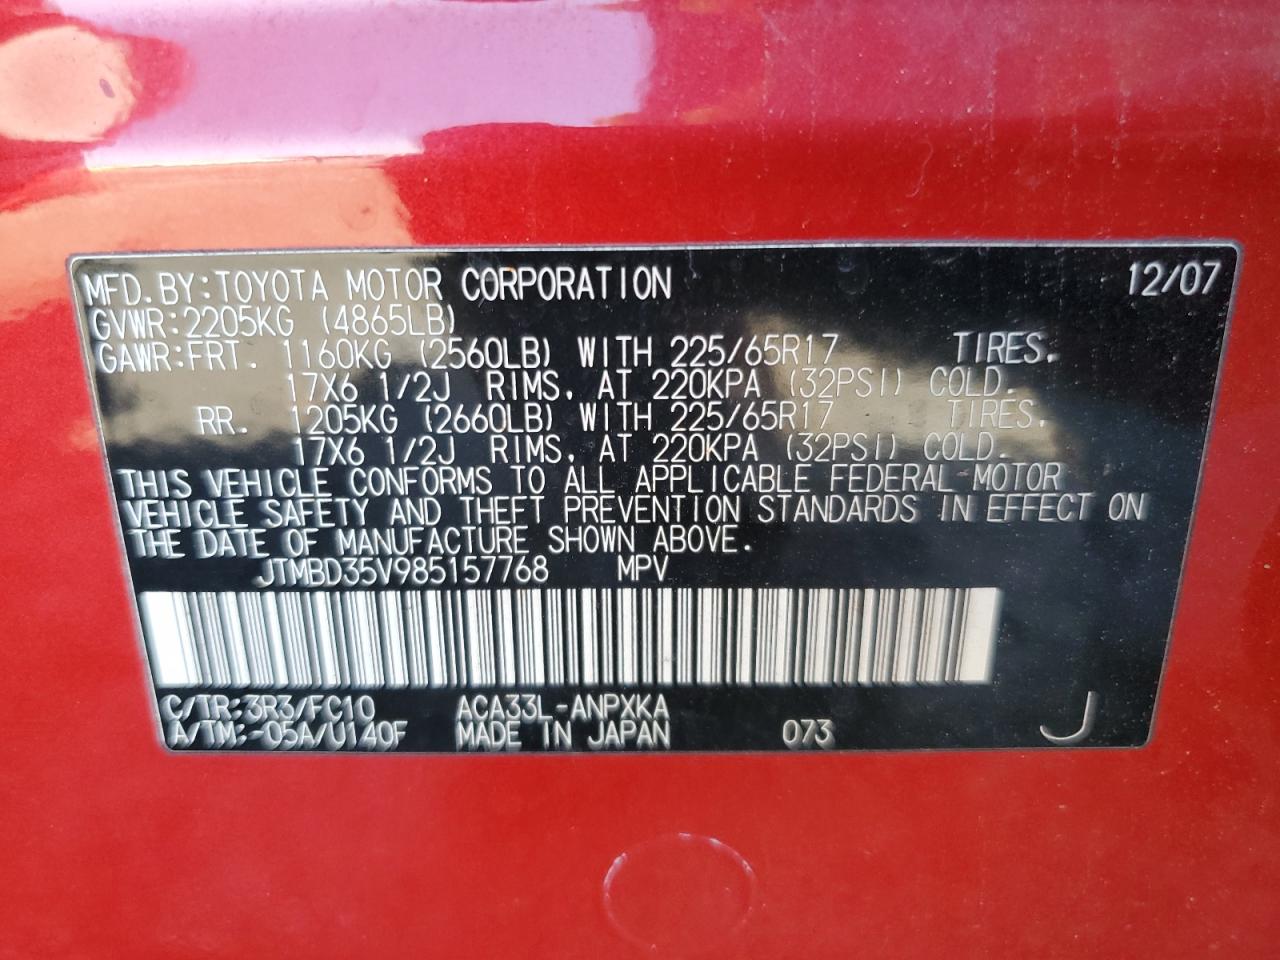 MFD. BY:TOYOTA MOTOR CORPORATION 12/07
GVWR:2205KG (4865LB)
GAWR:FRT. 1160KG (2560LB) WITH 225/65R17 TIRES.
17X6 1/2J RIMS, AT 220KPA (32PSI) COLD.
RR. 1205KG (2660LB) WITH 225/65R17 TIRES.
17X6 1/2J RIMS, AT 220KPA (32PSI) COLD.
THIS VEHICLE CONFORMS TO ALL APPLICABLE FEDERAL MOTOR
VEHICLE SAFETY AND THEFT PREVENTION STANDARDS IN EFFECT ON
THE DATE OF MANUFACTURE SHOWN ABOVE.
JTMBD35V985157768 MPV
C/TR:3R3/FC10 ACA33L-ANPXKA
A/TM:-05A/U140F MADE IN JAPAN 073 J